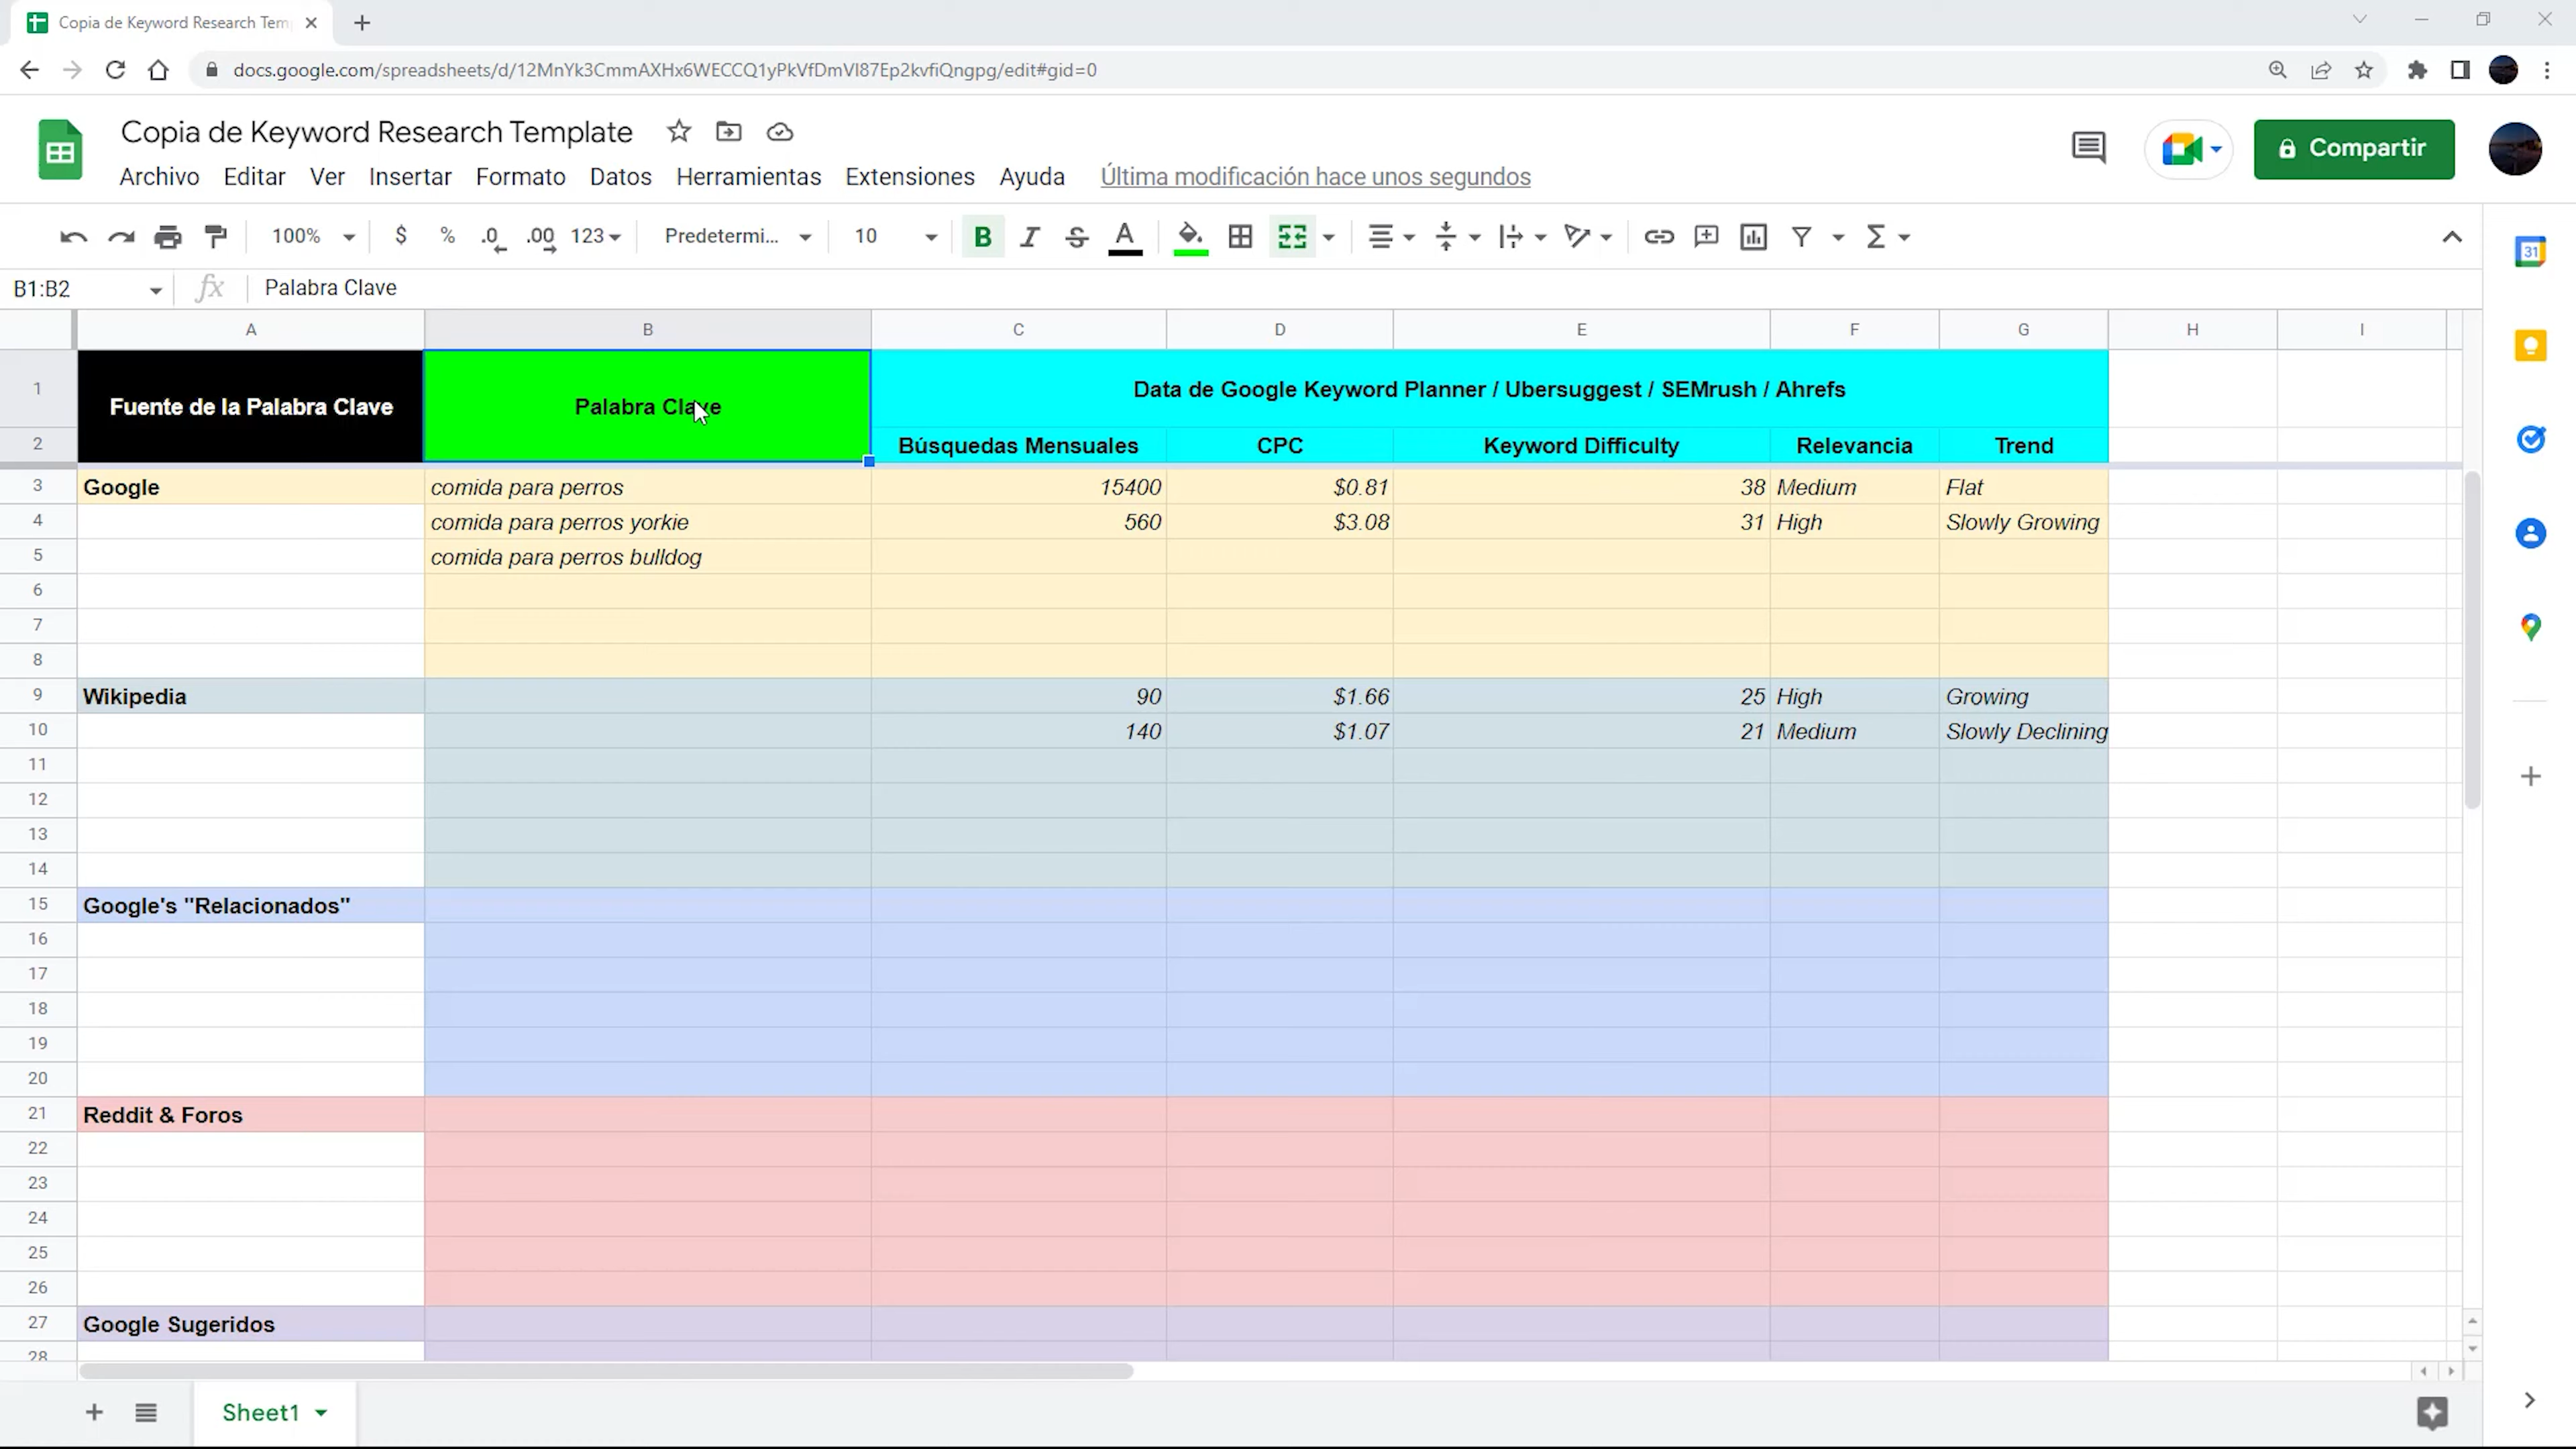 Copia de Keyword Research Tem
docs.google.com/spreadsheets/d/12MnYk3CmmAXHx6WECCQ1yPkVfDmVI87Ep2kvfiQngpg/edit#gid=0
Copia de Keyword Research Template
Compartir
Archivo Editar Ver Insertar Formato Datos Herramientas Extensiones Ayuda Última modificación hace unos segundos
100% $ % .0 .00 123 Predetermi... 10 B I S A Σ 31
B1:B2 fx Palabra Clave
A B C D E F G H I
1 Fuente de la Palabra Clave Palabra Clave Data de Google Keyword Planner / Ubersuggest / SEMrush / Ahrefs
2 Búsquedas Mensuales CPC Keyword Difficulty Relevancia Trend
3 Google comida para perros 15400 $0.81 38 Medium Flat
4 comida para perros yorkie 560 $3.08 31 High Slowly Growing
5 comida para perros bulldog
6
7
8
9 Wikipedia 90 $1.66 25 High Growing
10 140 $1.07 21 Medium Slowly Declining
11
12
13
14
15 Google's "Relacionados"
16
17
18
19
20
21 Reddit & Foros
22
23
24
25
26
27 Google Sugeridos
28
Sheet1